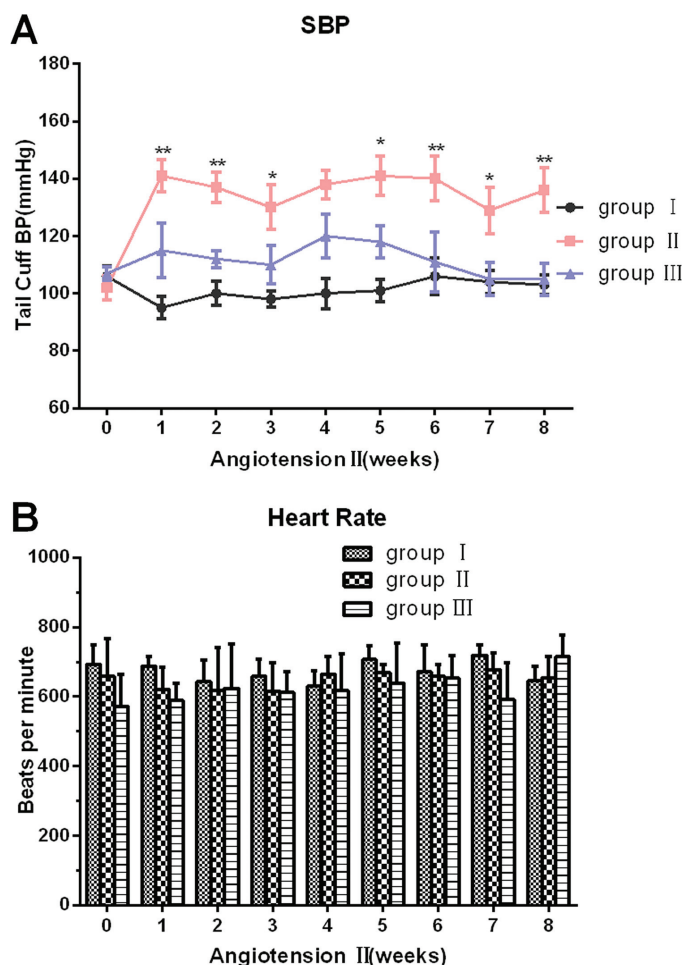 A
SBP
Tail Cuff BP(mmHg)
180
160
140
120
100
80
60
** ** * * ** * **
group Ⅰ
group Ⅱ
group Ⅲ
0 1 2 3 4 5 6 7 8
Angiotension Ⅱ(weeks)
B
Heart Rate
Beats per minute
1000
800
600
400
200
0
group Ⅰ
group Ⅱ
group Ⅲ
0 1 2 3 4 5 6 7 8
Angiotension Ⅱ(weeks)